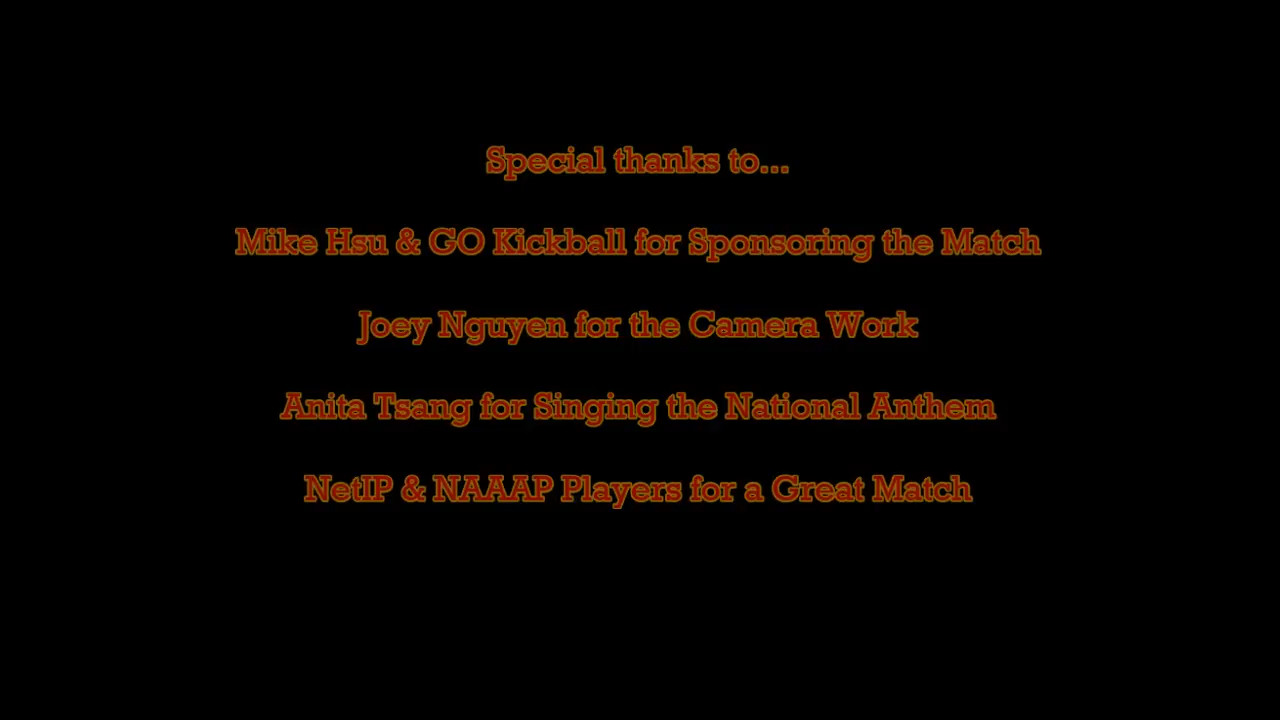 Special thanks to...
Mike Hsu & GO Kickball for Sponsoring the Match
Joey Nguyen for the Camera Work
Anita Tsang for Singing the National Anthem
NetIP & NAAAP Players for a Great Match